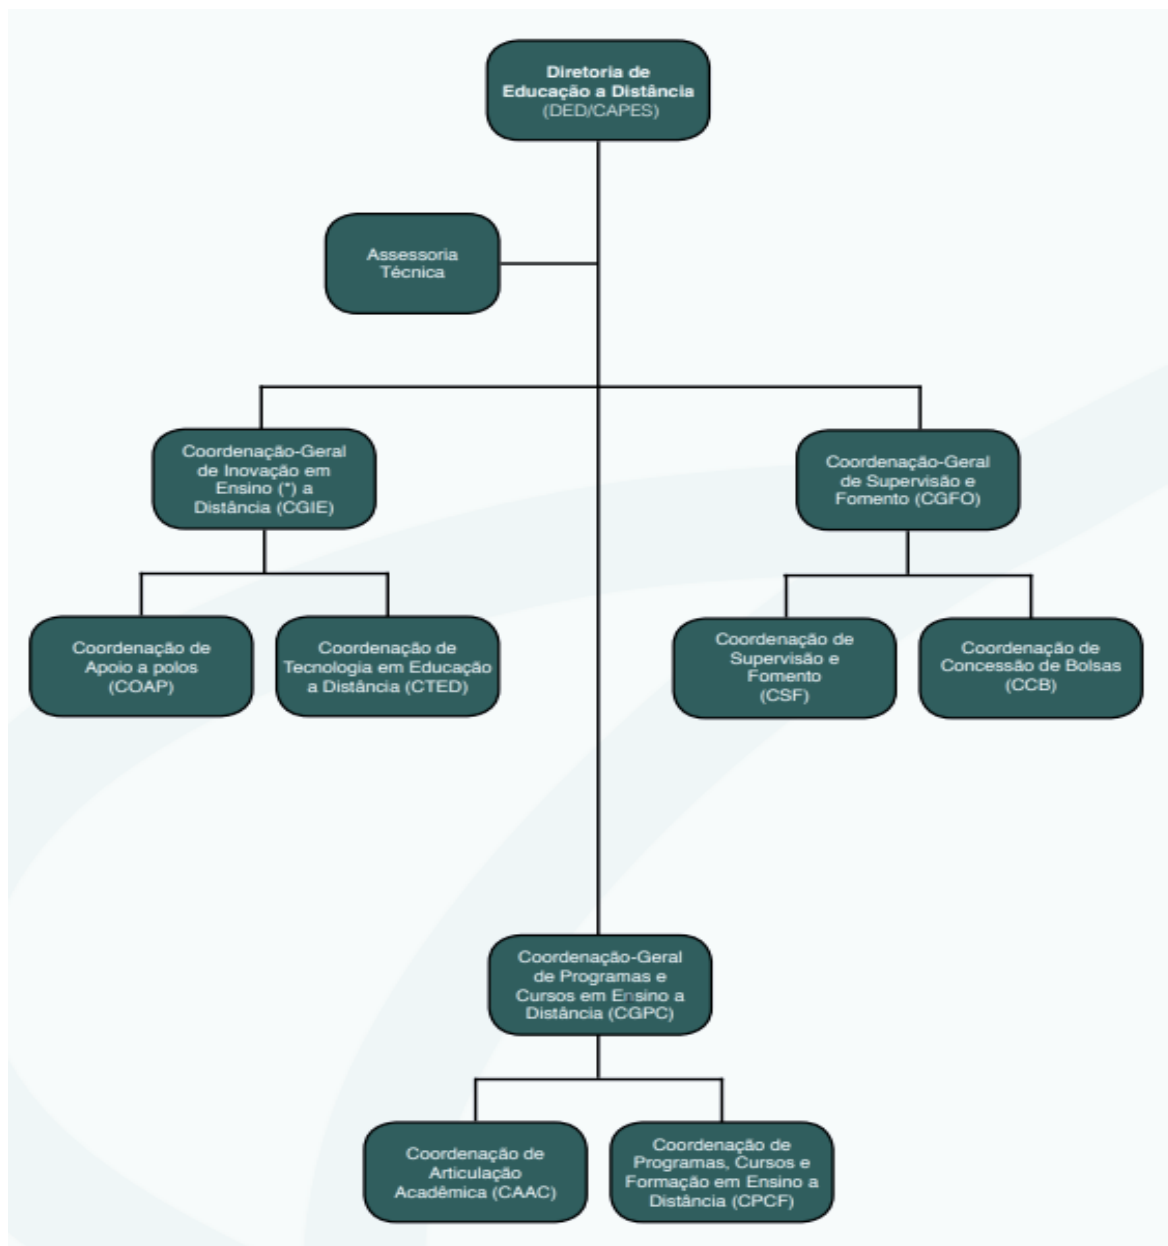 Diretoria de
Educação a Distância
(DED/CAPES)
Assessoria
Técnica
Coordenação-Geral
de Inovação em
Ensino (*) a
Distância (CGIE)
Coordenação-Geral
de Supervisão e
Fomento (CGFO)
Coordenação de
Apoio a polos
(COAP)
Coordenação de
Tecnologia em Educação
a Distância (CTED)
Coordenação de
Supervisão e
Fomento
(CSF)
Coordenação de
Concessão de Bolsas
(CCB)
Coordenação-Geral
de Programas e
Cursos em Ensino a
Distância (CGPC)
Coordenação de
Articulação
Acadêmica (CAAC)
Coordenação de
Programas, Cursos e
Formação em Ensino a
Distância (CPCF)